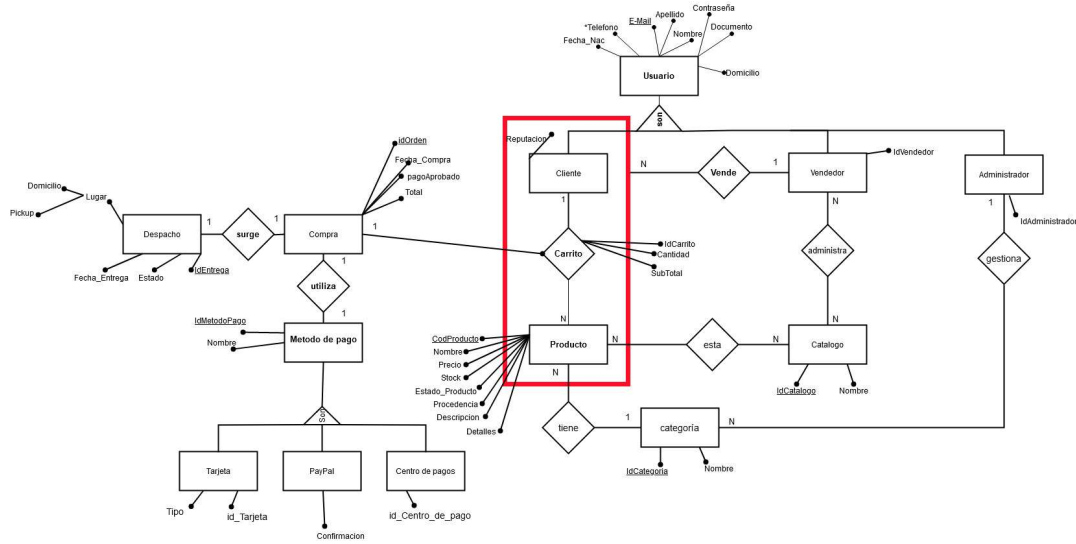 Contraseña
Apellido
E-Mail
Documento
*Telefono
Nombre
Fecha_Nac
Usuario
Domicilio
son
Reputacion
idOrden
Cliente
N
Vende
1
Vendedor
IdVendedor
Administrador
Fecha_Compra
pagoAprobado
Total
Domicilio
Lugar
Pickup
1
1
IdAdministrador
Despacho
1
surge
1
Compra
1
Carrito
IdCarrito
Cantidad
SubTotal
administra
gestiona
Fecha_Entrega
Estado
IdEntrega
1
utiliza
1
N
N
IdMetodoPago
Nombre
Metodo de pago
CodProducto
Nombre
Precio
Stock
Estado_Producto
Procedencia
Descripcion
Detalles
Producto
N
esta
N
Catalogo
N
IdCatalogo
Nombre
tiene
1
categoría
N
IdCategoria
Nombre
Son
Tarjeta
PayPal
Centro de pagos
Tipo
id_Tarjeta
id_Centro_de_pago
Confirmacion